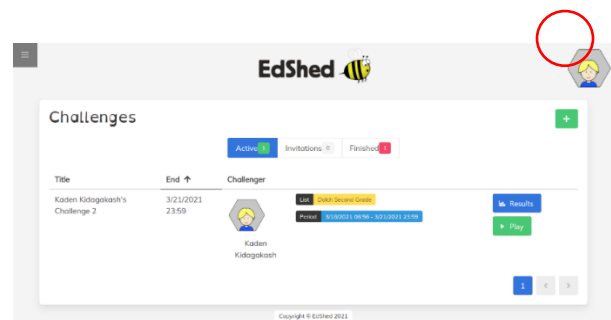 EdShed
Challenges
Active 1 Invitations 0 Finished 1
Title End ↑ Challenger
Kaden Kidagakash's
Challenge 2
3/21/2021
23:59
List Dolch Second Grade
Period 3/18/2021 08:56 - 3/21/2021 23:59
Kaden
Kidagakash
Results
Play
1
Copyright © EdShed 2021